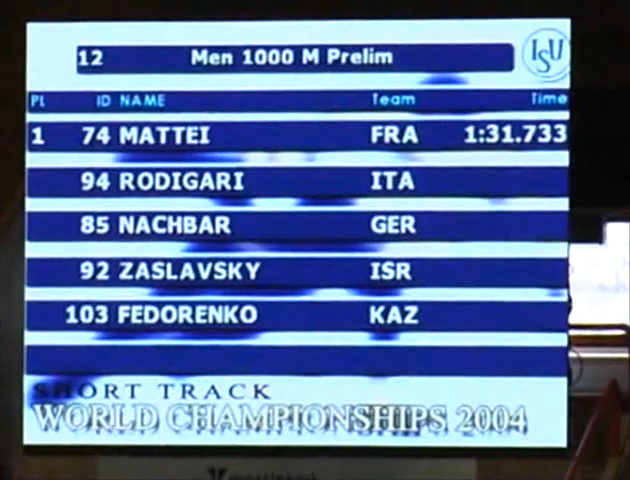 12 Men 1000 M Prelim ISU
PL ID NAME Team Time
1 74 MATTEI FRA 1:31.733
94 RODIGARI ITA
85 NACHBAR GER
92 ZASLAVSKY ISR
103 FEDORENKO KAZ
SHORT TRACK
WORLD CHAMPIONSHIPS 2004